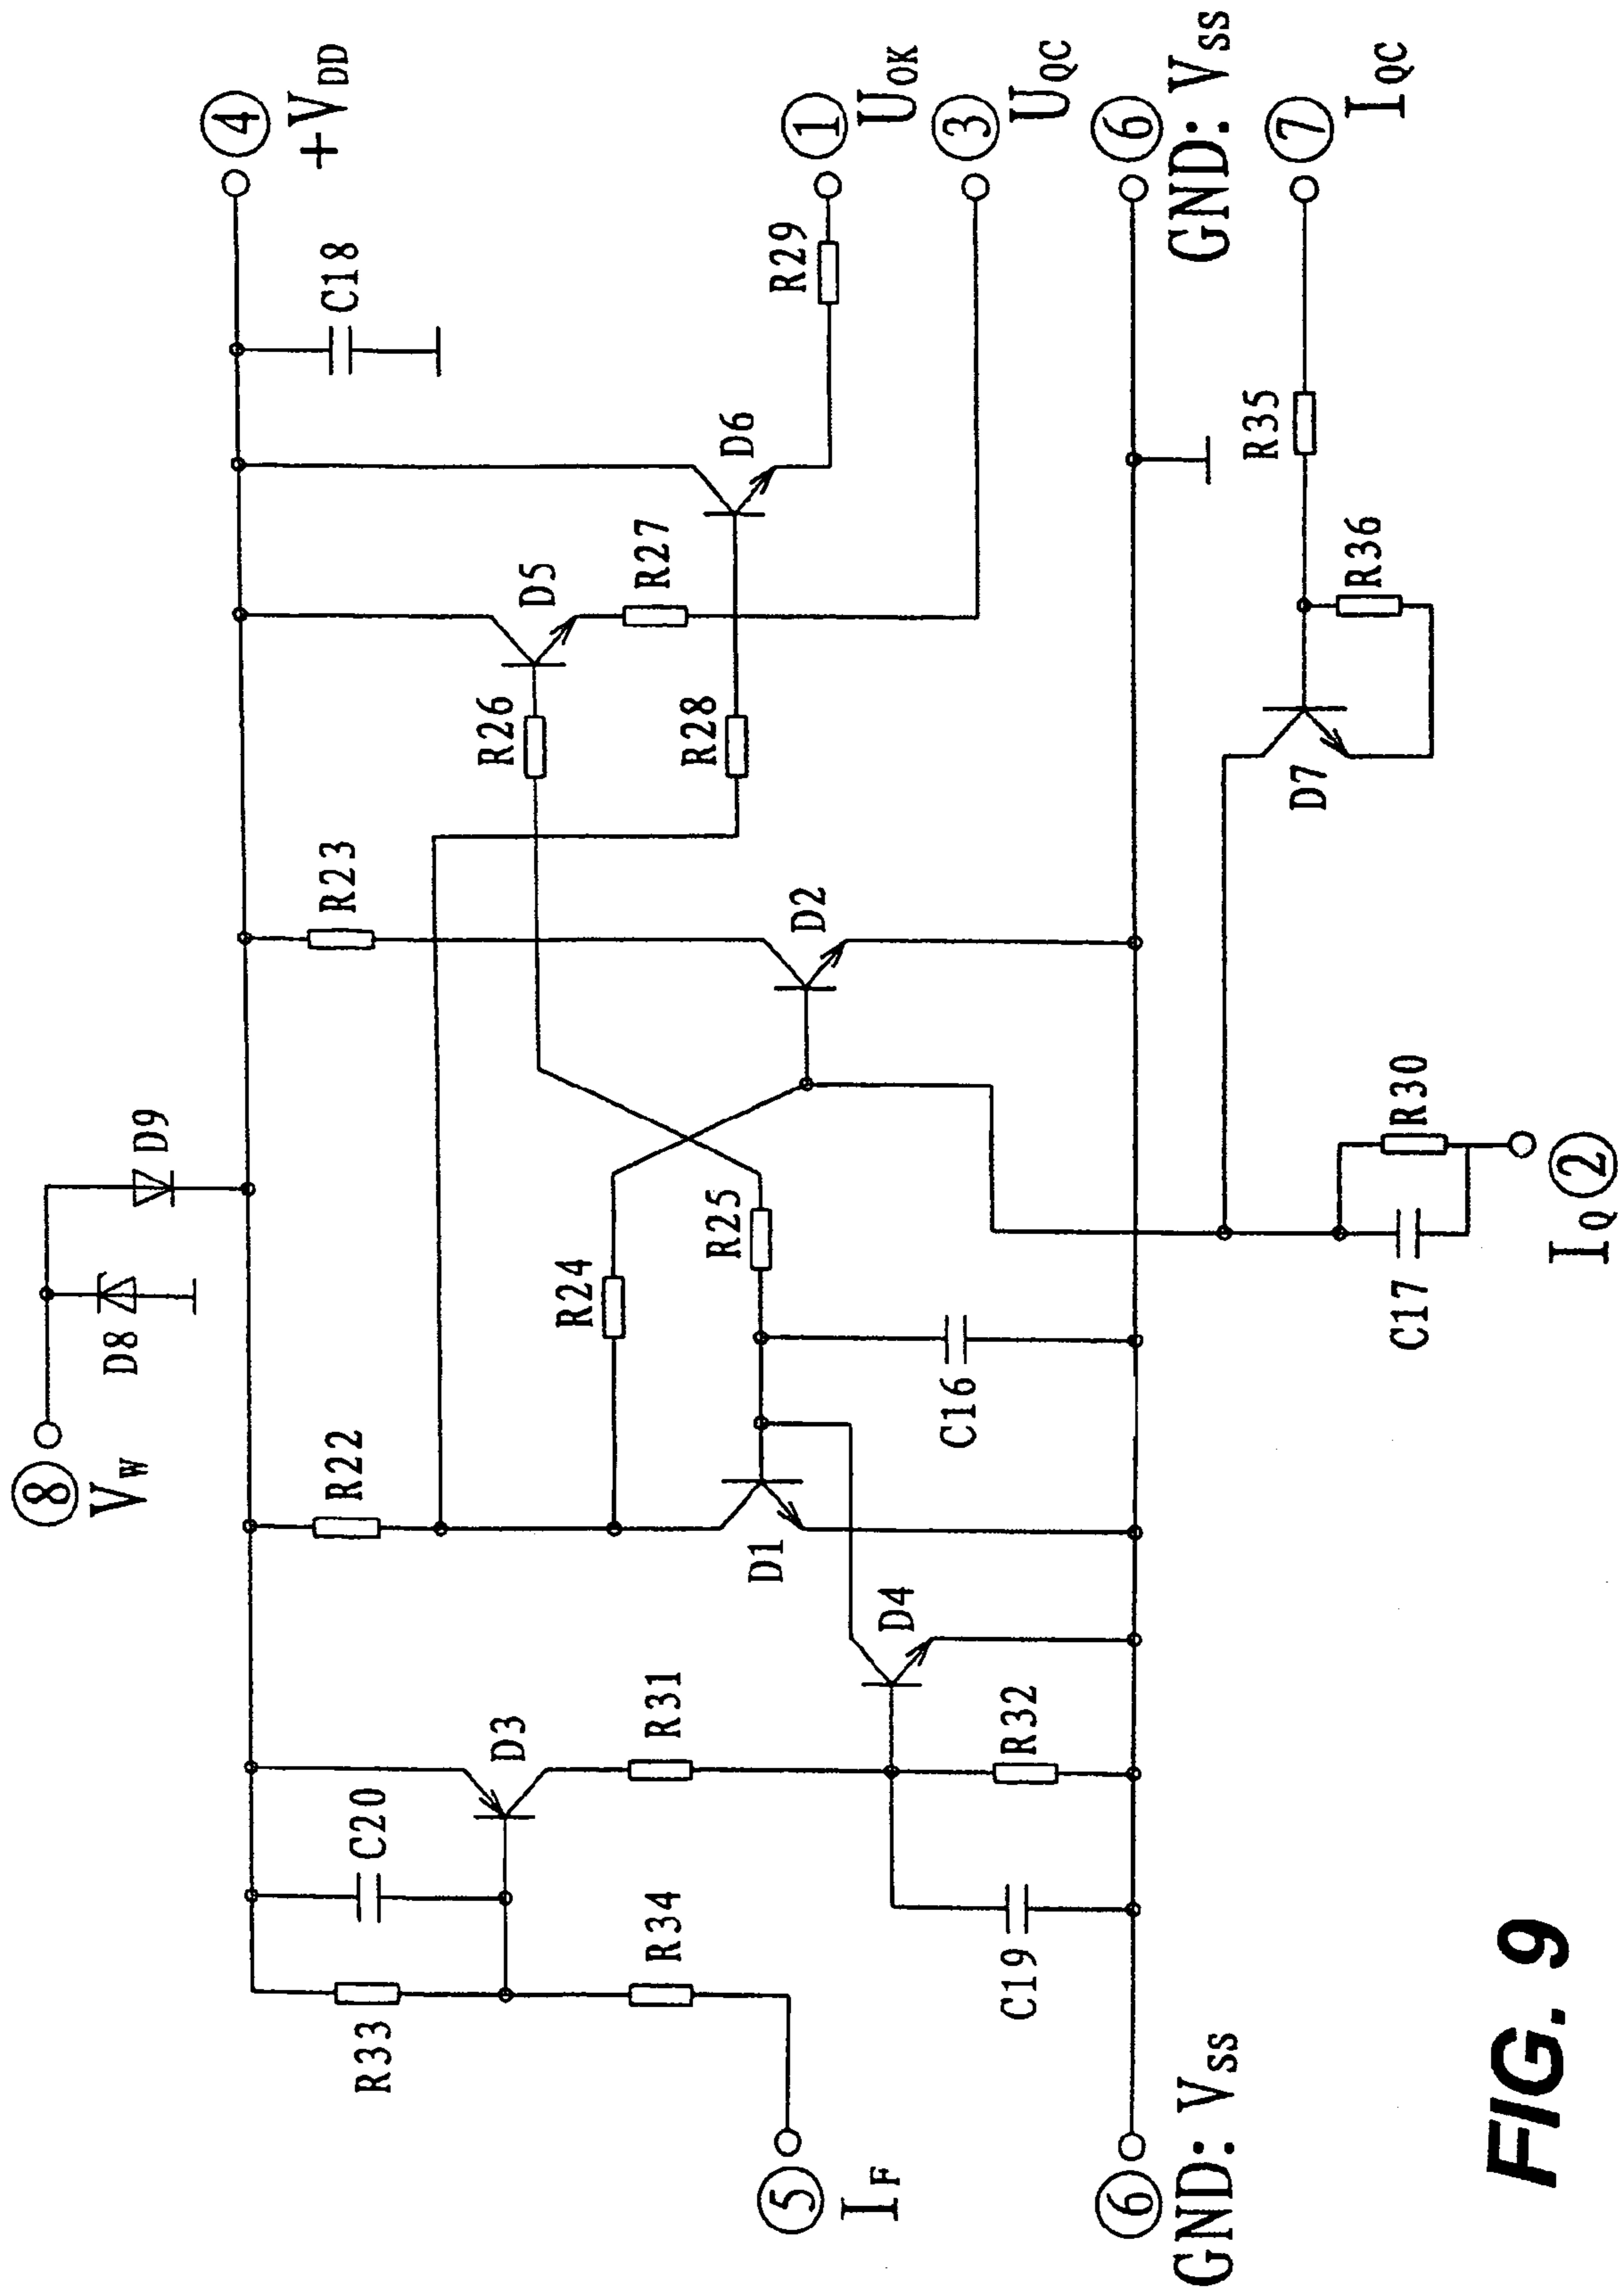 ⑧
V_W
D8
D9
④
+V_DD
C18
R33
C20
R22
R23
D3
D5
R26
R27
R34
R31
R24
R25
R28
D6
R29
①
U_OK
D1
D2
⑤
I_F
D4
C16
③
U_QC
C19
R32
⑥
GND: V_SS
⑥
GND: V_SS
D7
R35
R36
⑦
I_QC
C17
R30
I_Q ②
FIG. 9